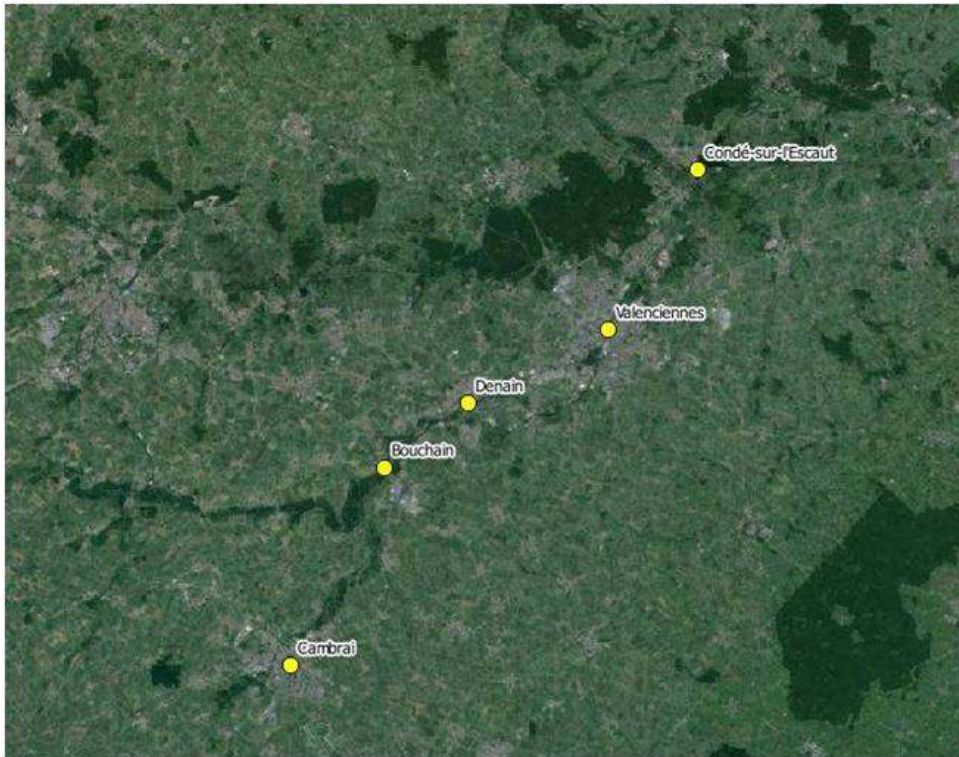 Condé-sur-l'Escaut
Valenciennes
Denain
Bouchain
Cambrai